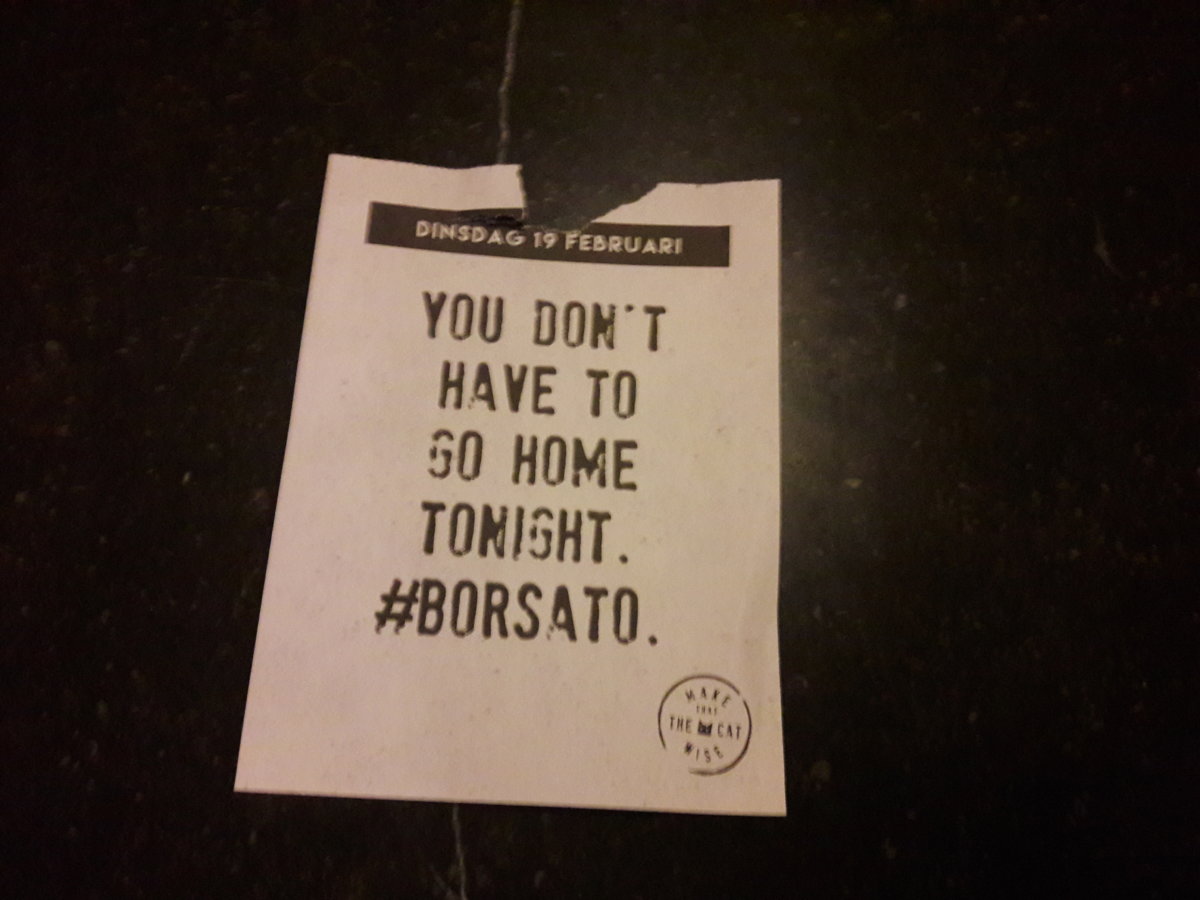 DINSDAG 19 FEBRUARI
YOU DON'T
HAVE TO
GO HOME
TONIGHT.
#BORSATO.
MAKE
THAT
THE CAT
WISE